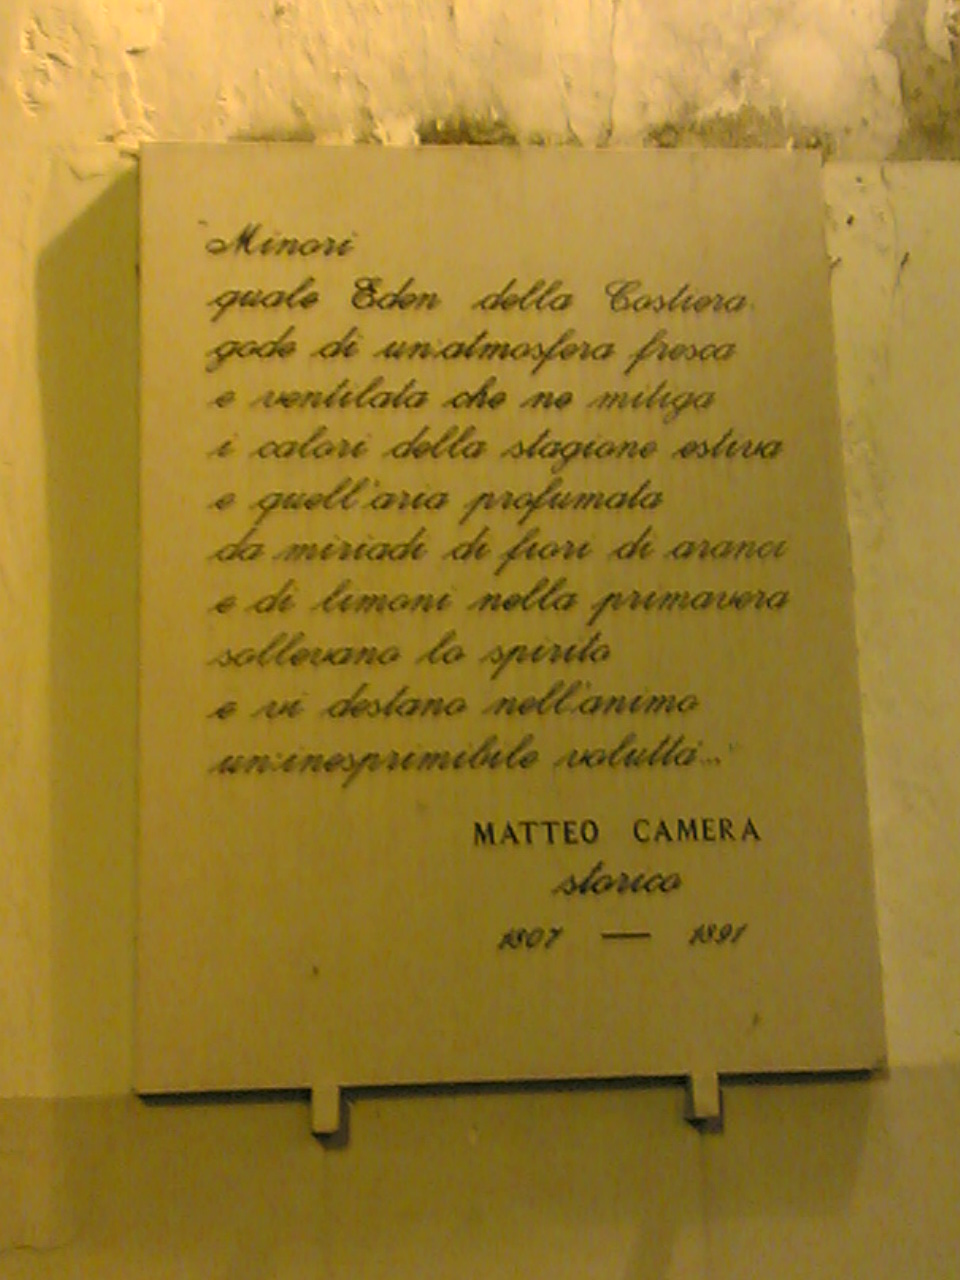 "Minori
quale Eden della Costiera
gode di un'atmosfera fresca
e ventilata che ne mitiga
i calori della stagione estiva
e quell'aria profumata
da miriadi di fiori di aranci
e di limoni nella primavera
sollevano lo spirito
e vi destano nell'animo
un'inesprimibile voluttà..."
MATTEO CAMERA
storico
1807 — 1891